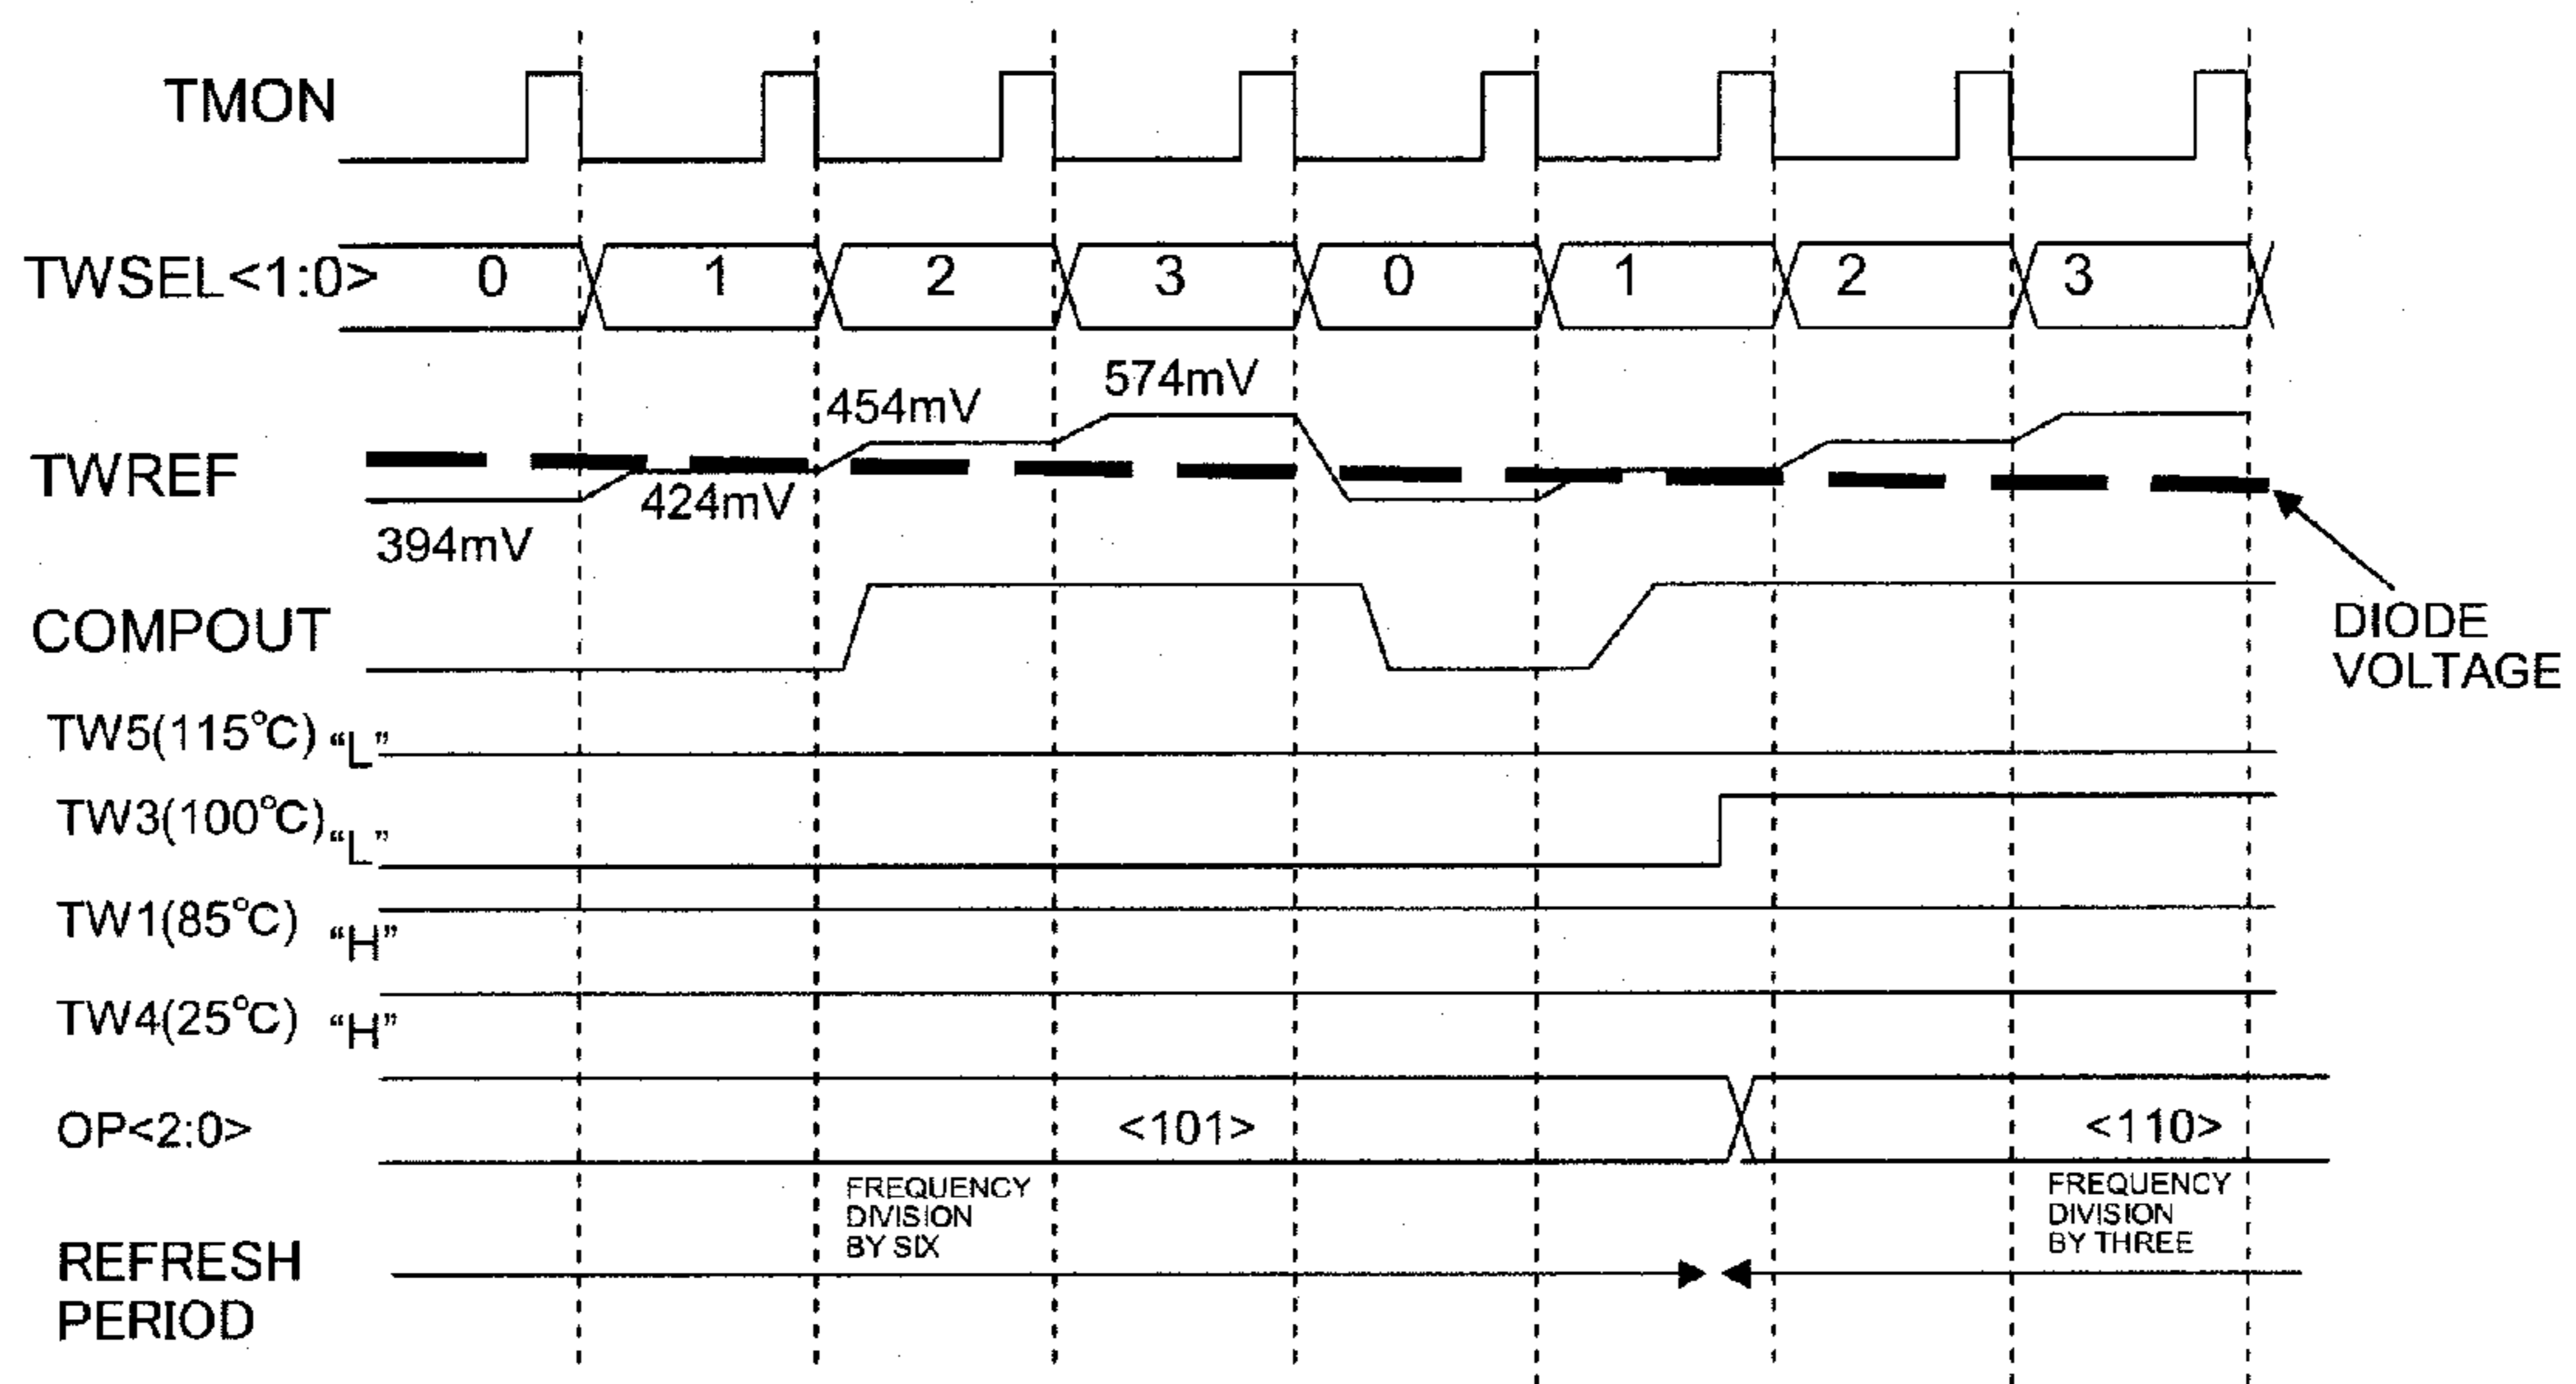 TMON
TWSEL<1:0> 0 1 2 3 0 1 2 3
574mV
454mV
TWREF
424mV
394mV
COMPOUT
DIODE
VOLTAGE
TW5(115℃) “L”
TW3(100℃) “L”
TW1(85℃) “H”
TW4(25℃) “H”
OP<2:0> <101> <110>
FREQUENCY
DIVISION
BY SIX
FREQUENCY
DIVISION
BY THREE
REFRESH
PERIOD